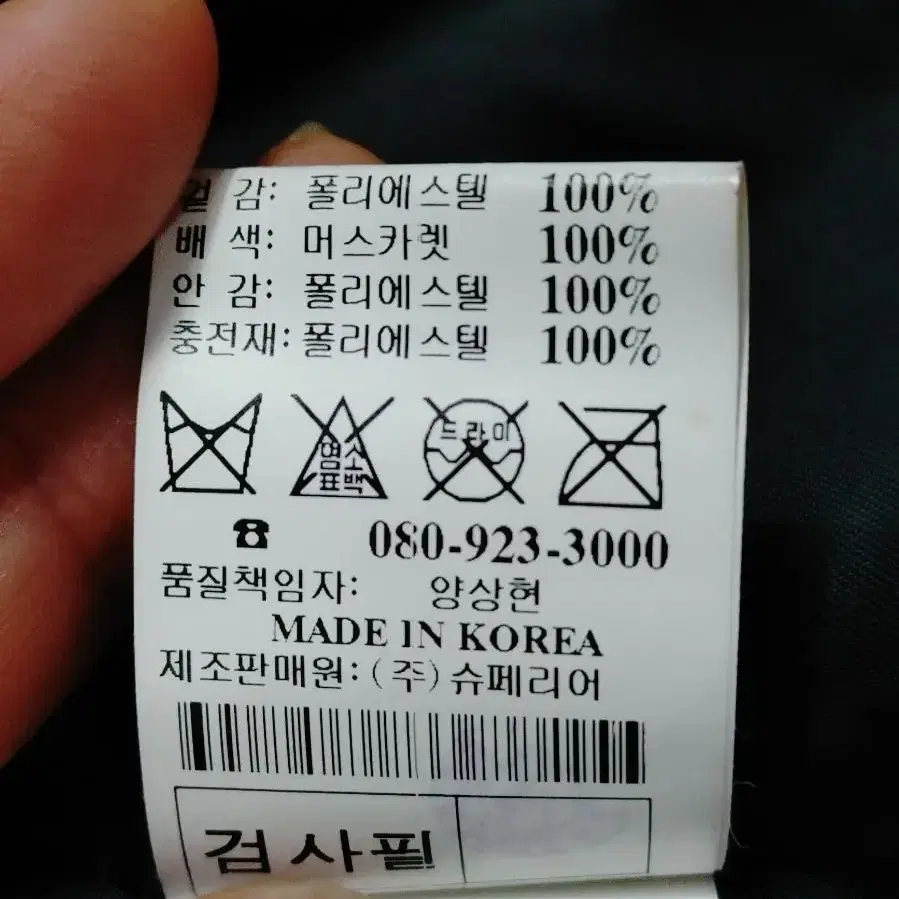 겉 감: 폴리에스텔 100%
배 색: 머스카렛 100%
안 감: 폴리에스텔 100%
충전재: 폴리에스텔 100%
염소 표백
드라이
☎ 080-923-3000
품질책임자: 양상현
MADE IN KOREA
제조판매원: (주)슈페리어
검사필